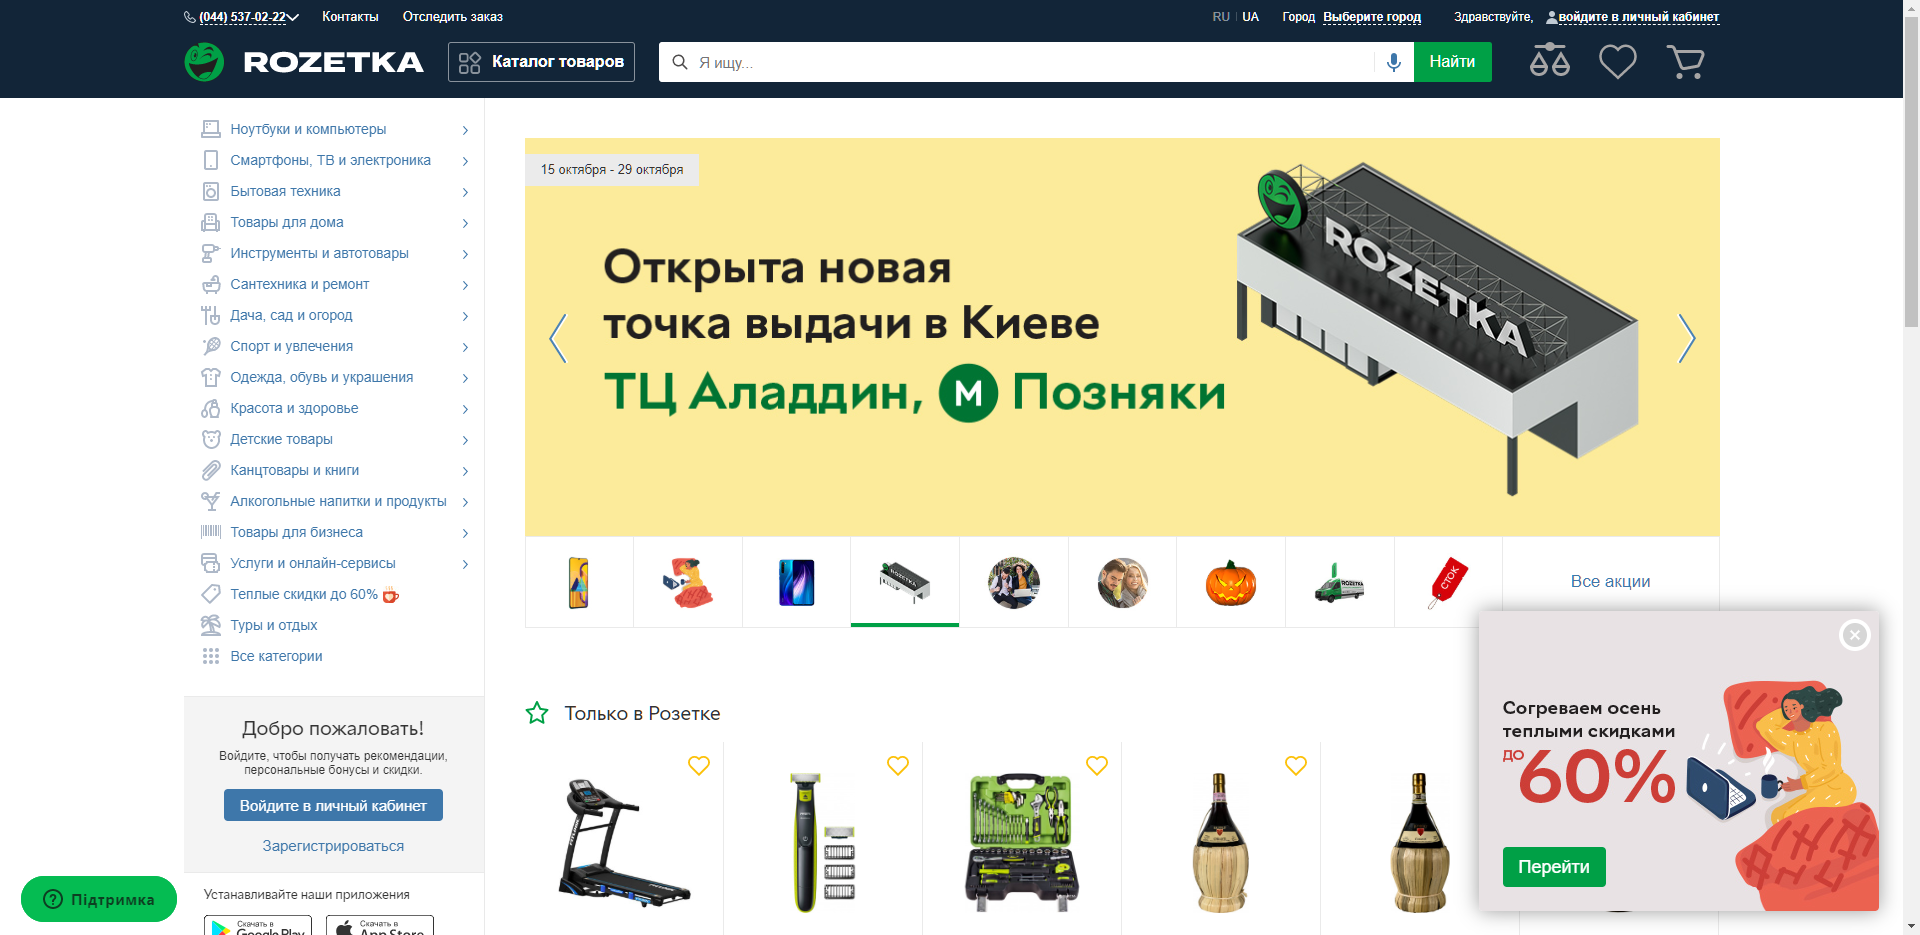 (044) 537-02-22 Контакты Отследить заказ RU UA Город Выберите город Здравствуйте, войдите в личный кабинет
ROZETKA Каталог товаров Я ищу... Найти
Ноутбуки и компьютеры
Смартфоны, ТВ и электроника
Бытовая техника
Товары для дома
Инструменты и автотовары
Сантехника и ремонт
Дача, сад и огород
Спорт и увлечения
Одежда, обувь и украшения
Красота и здоровье
Детские товары
Канцтовары и книги
Алкогольные напитки и продукты
Товары для бизнеса
Услуги и онлайн-сервисы
Теплые скидки до 60%
Туры и отдых
Все категории
Добро пожаловать!
Войдите, чтобы получать рекомендации,
персональные бонусы и скидки.
Войдите в личный кабинет
Зарегистрироваться
Устанавливайте наши приложения
Скачать в
Google Play
Скачать в
App Store
Підтримка
15 октября - 29 октября
Открыта новая
точка выдачи в Киеве
ТЦ Аладдин, М Позняки
ROZETKA
ROZETKA
ROZETKA
СТОК
Все акции
Только в Розетке
Согреваем осень
теплыми скидками
ДО 60%
Перейти